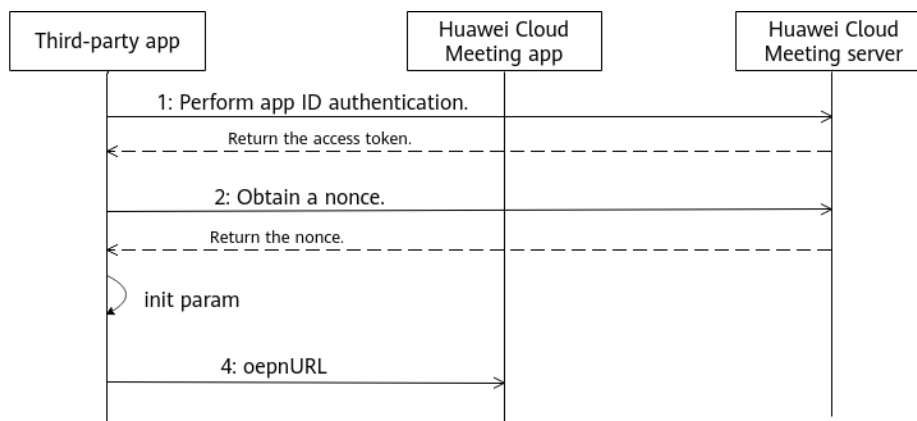 Third-party app
Huawei Cloud
Meeting app
Huawei Cloud
Meeting server
1: Perform app ID authentication.
Return the access token.
2: Obtain a nonce.
Return the nonce.
init param
4: oepnURL